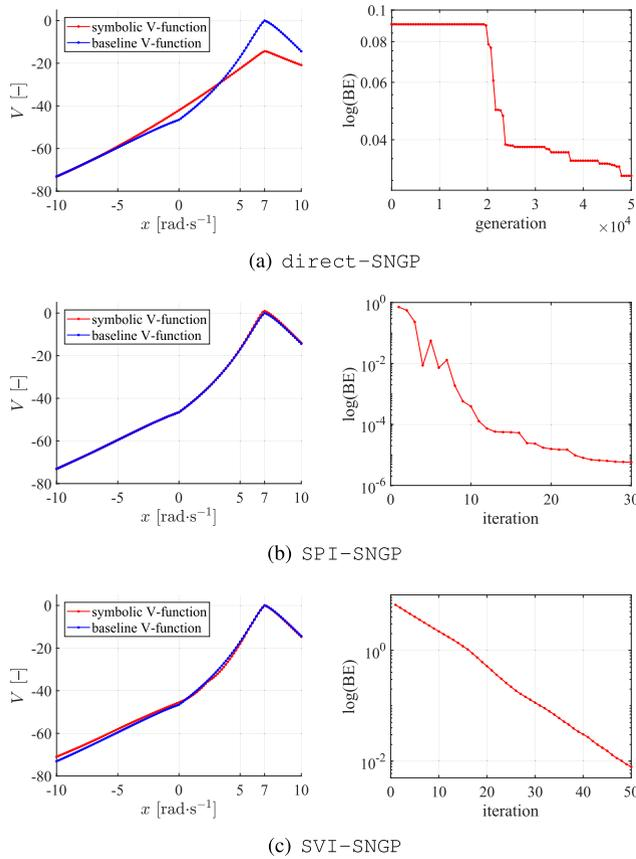 symbolic V-function
baseline V-function
V [−]
0
-20
-40
-60
-80
-10
-5
0
5
7
10
x [rad·s⁻¹]
log(BE)
0.1
0.08
0.06
0.04
0
1
2
3
4
5
generation
×10⁴
(a) direct-SNGP
symbolic V-function
baseline V-function
V [−]
0
-20
-40
-60
-80
-10
-5
0
5
7
10
x [rad·s⁻¹]
log(BE)
10⁰
10⁻²
10⁻⁴
10⁻⁶
0
10
20
30
iteration
(b) SPI-SNGP
symbolic V-function
baseline V-function
V [−]
0
-20
-40
-60
-80
-10
-5
0
5
7
10
x [rad·s⁻¹]
log(BE)
10⁰
10⁻²
0
10
20
30
40
50
iteration
(c) SVI-SNGP